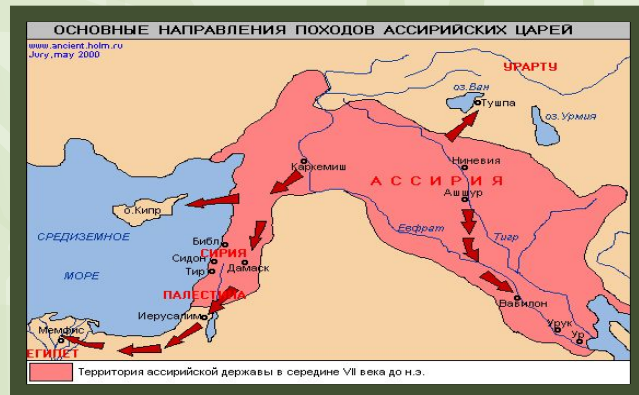 ОСНОВНЫЕ НАПРАВЛЕНИЯ ПОХОДОВ АССИРИЙСКИХ ЦАРЕЙ
www.ancient.holm.ru
Jury,may 2000
УРАРТУ
оз.Ван
Тушпа
оз.Урмия
Каркемиш
Ниневия
АССИРИЯ
Ашшур
о.Кипр
Евфрат
Тигр
СРЕДИЗЕМНОЕ
МОРЕ
Библ
СИРИЯ
Сидон
Дамаск
Тир
ПАЛЕСТИНА
Вавилон
Иерусалим
Мемфис
Урук
Ур
ЕГИПЕТ
Территория ассирийской державы в середине VII века до н.э.